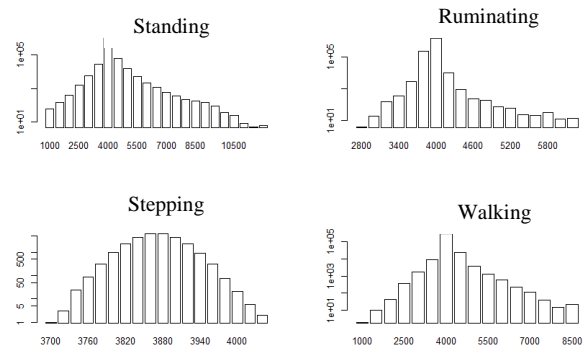 Standing
1e+05
1e+01
1000 2500 4000 5500 7000 8500 10500
Ruminating
1e+05
1e+01
2800 3400 4000 4600 5200 5800
Stepping
500
50
5
1
3700 3760 3820 3880 3940 4000
Walking
1e+05
1e+03
1e+01
1000 2500 4000 5500 7000 8500